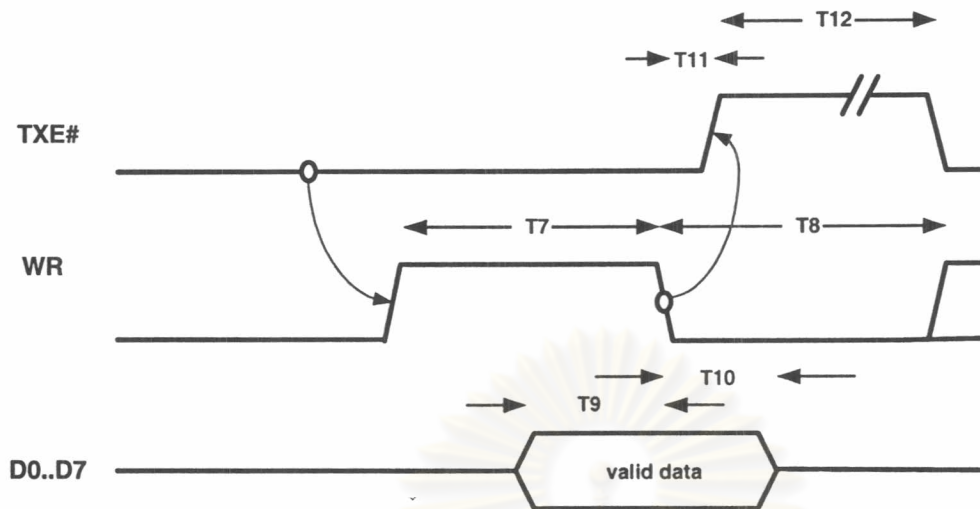 T12
T11
TXE#
T7
T8
WR
T10
T9
D0..D7
valid data